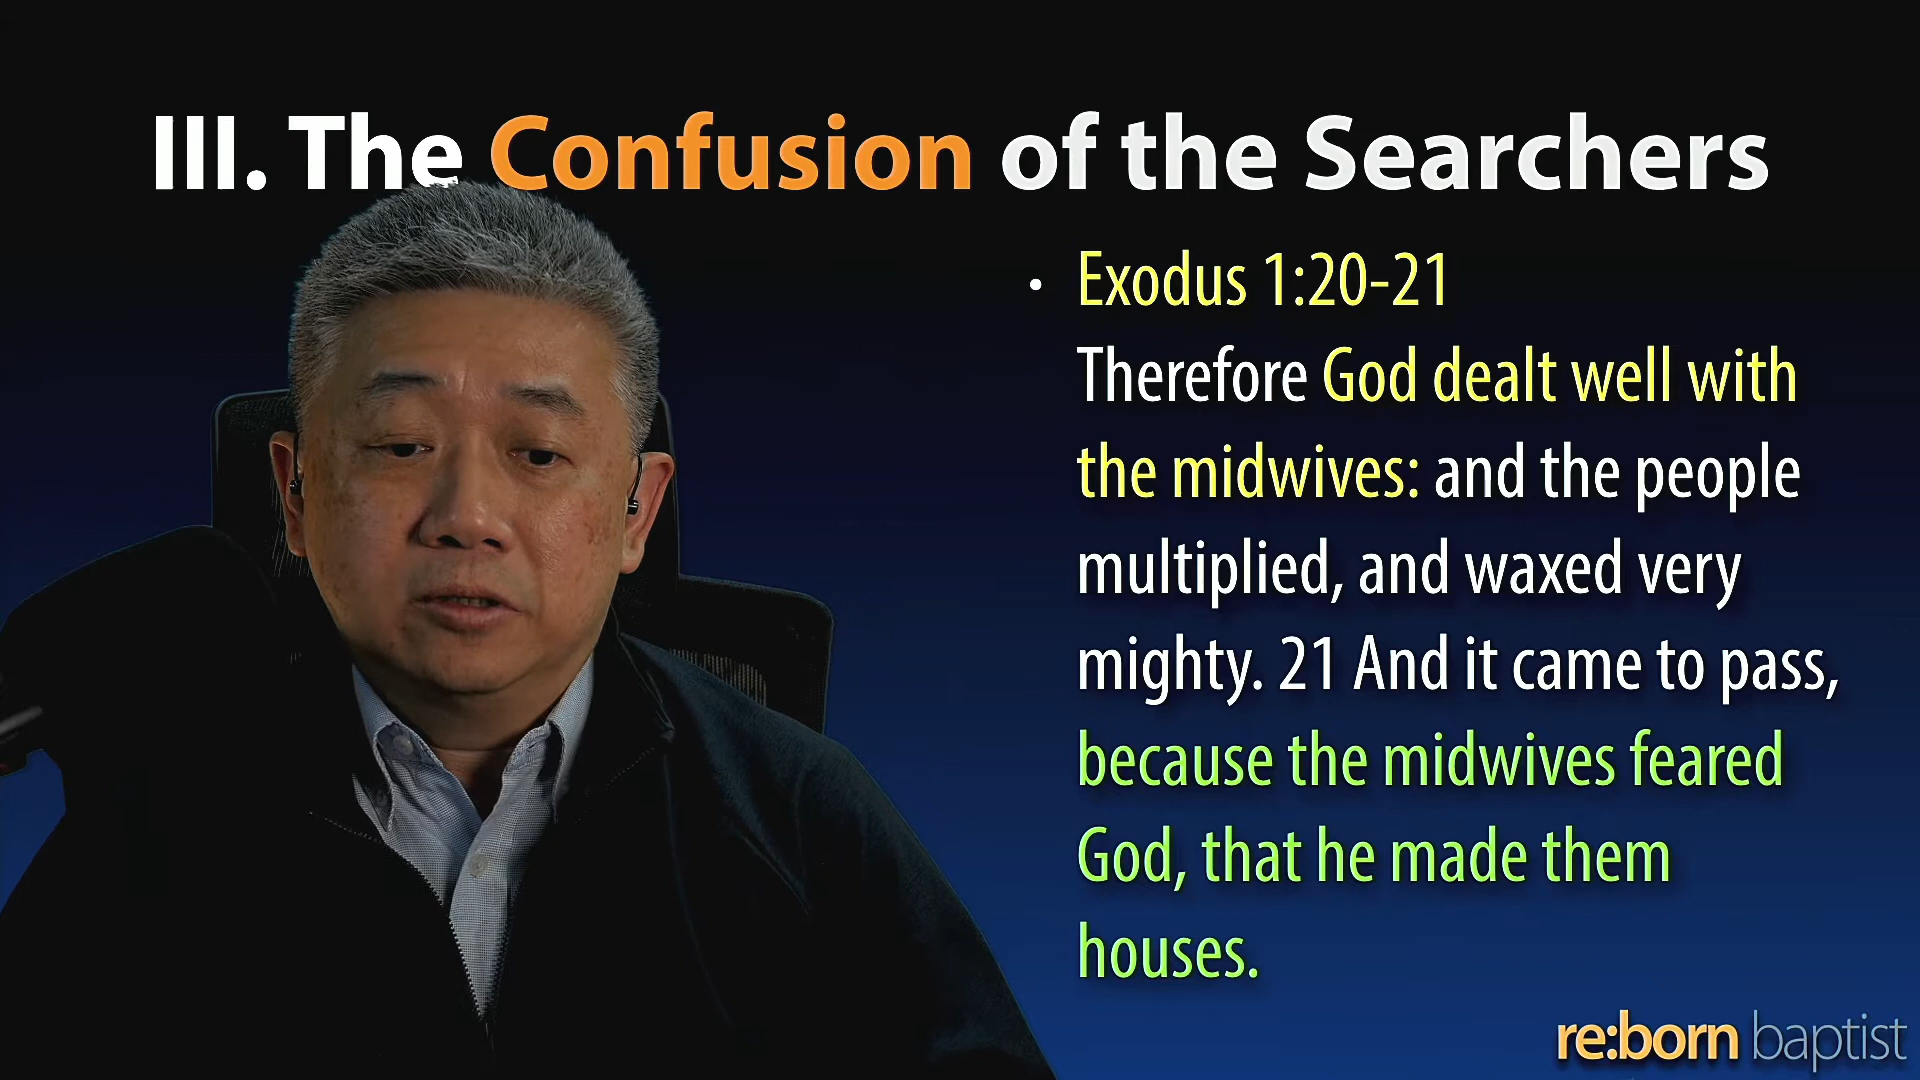 III. The Confusion of the Searchers
• Exodus 1:20-21
Therefore God dealt well with
the midwives: and the people
multiplied, and waxed very
mighty. 21 And it came to pass,
because the midwives feared
God, that he made them
houses.
re:born baptist